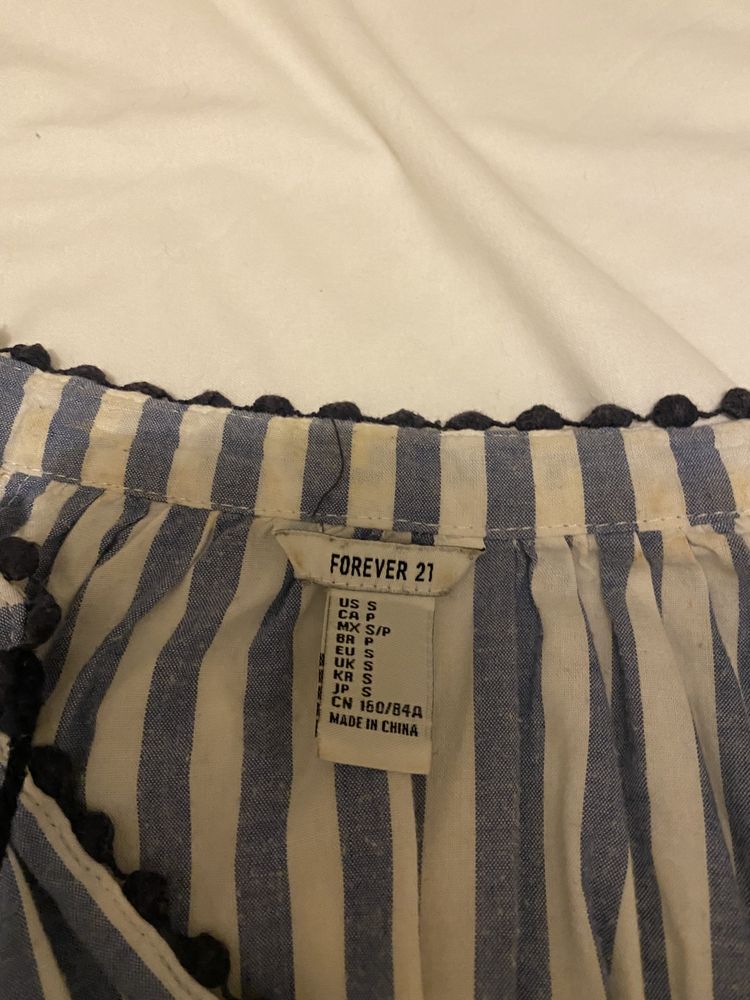 FOREVER 21
US S
CA P
MX S/P
BR P
EU S
UK S
KR S
JP S
CN 160/84A
MADE IN CHINA